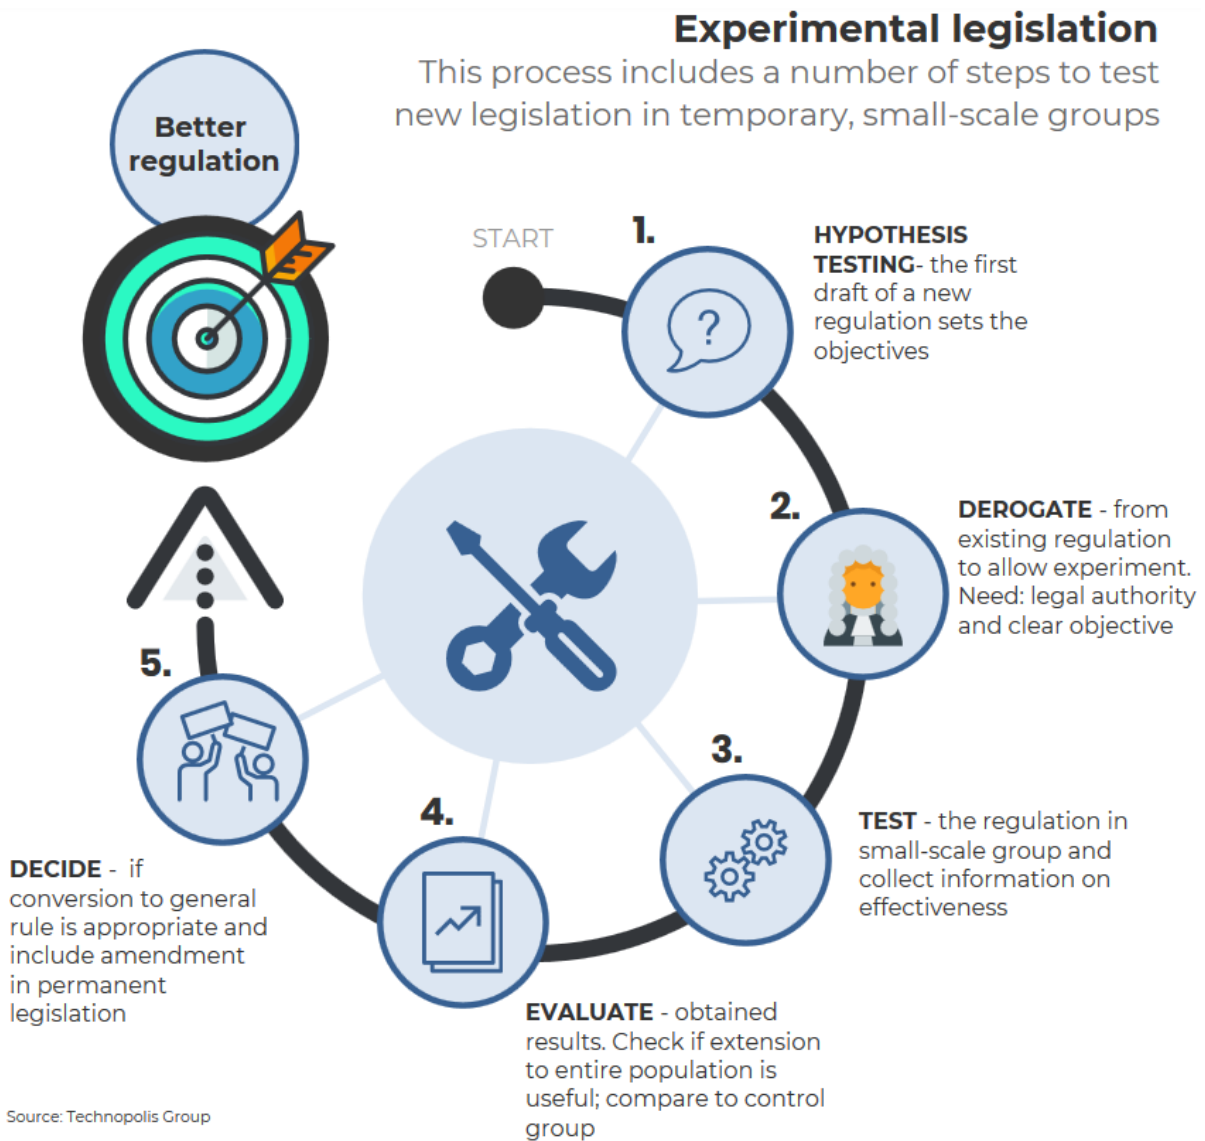 Experimental legislation
This process includes a number of steps to test
new legislation in temporary, small-scale groups
Better
regulation
START
1.
HYPOTHESIS
TESTING- the first
draft of a new
regulation sets the
objectives
?
2.
DEROGATE - from
existing regulation
to allow experiment.
Need: legal authority
and clear objective
3.
TEST - the regulation in
small-scale group and
collect information on
effectiveness
4.
EVALUATE - obtained
results. Check if extension
to entire population is
useful; compare to control
group
5.
DECIDE - if
conversion to general
rule is appropriate and
include amendment
in permanent
legislation
Source: Technopolis Group